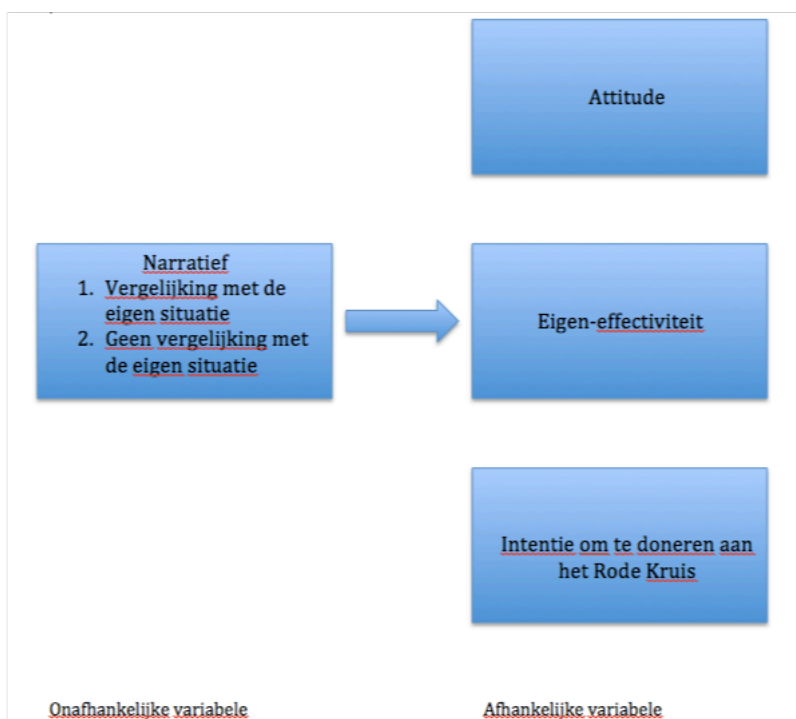 Attitude
Narratief
1. Vergelijking met de
eigen situatie
2. Geen vergelijking met
de eigen situatie
Eigen-effectiviteit
Intentie om te doneren aan
het Rode Kruis
Onafhankelijke variabele
Afhankelijke variabele